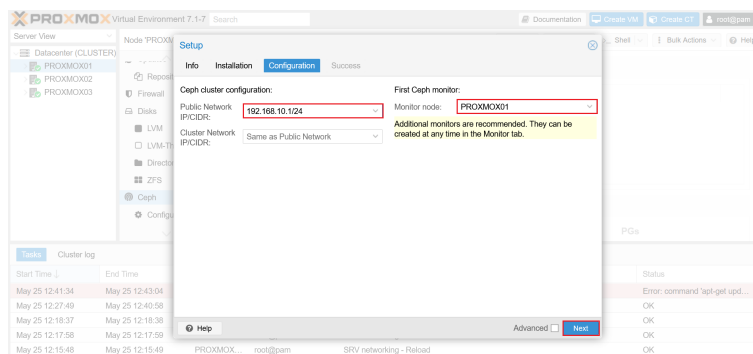 PROXMOX Virtual Environment 7.1-7 Search Documentation Create VM Create CT root@pam
Server View Node 'PROXM Shell Bulk Actions Help
Datacenter (CLUSTER)
PROXMOX01
PROXMOX02
PROXMOX03
Reposit
Firewall
Disks
LVM
LVM-Th
Director
ZFS
Ceph
Configu
Setup
Info Installation Configuration Success
Ceph cluster configuration:
Public Network IP/CIDR: 192.168.10.1/24
Cluster Network IP/CIDR: Same as Public Network
First Ceph monitor:
Monitor node: PROXMOX01
Additional monitors are recommended. They can be
created at any time in the Monitor tab.
Help Advanced Next
PGs
Tasks Cluster log
Start Time ↓ End Time Status
May 25 12:41:34 May 25 12:43:04 Error: command 'apt-get upd...
May 25 12:27:49 May 25 12:40:58 OK
May 25 12:18:37 May 25 12:18:38 OK
May 25 12:17:58 May 25 12:17:59 OK
May 25 12:15:48 May 25 12:15:49 PROXMOX... root@pam SRV networking - Reload OK